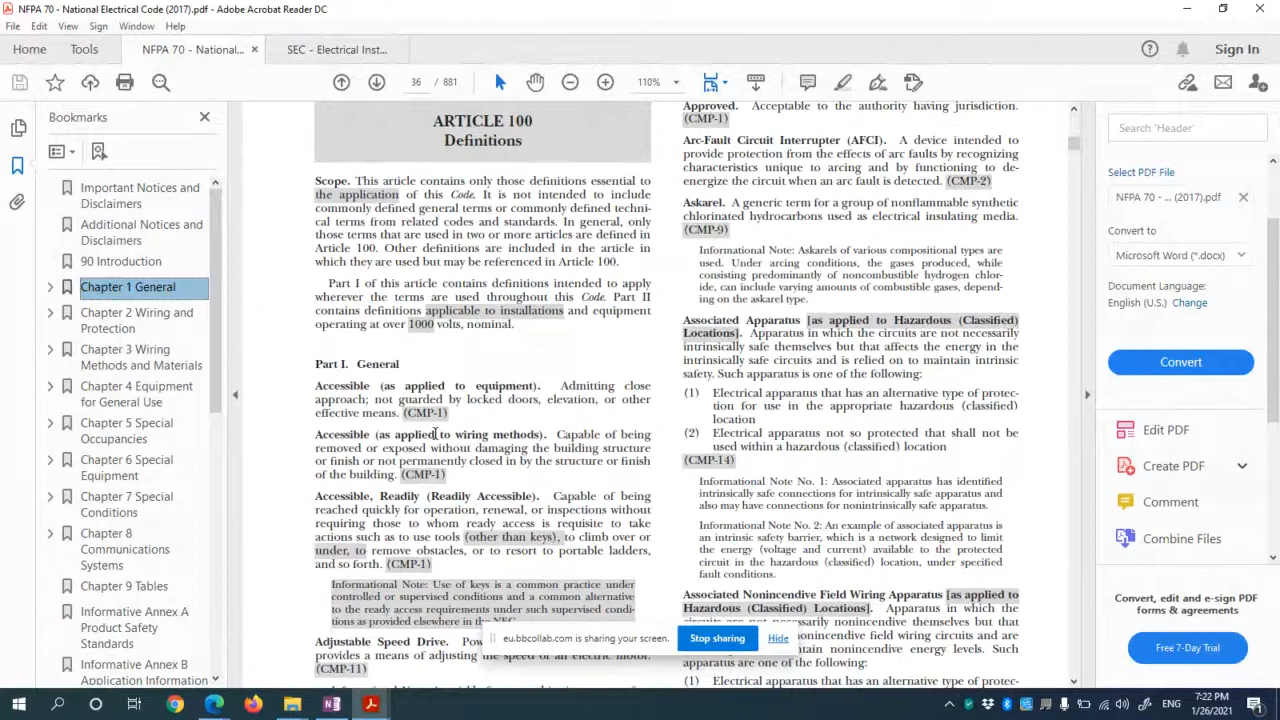 NFPA 70 - National Electrical Code (2017).pdf - Adobe Acrobat Reader DC
File Edit View Sign Window Help
Home Tools NFPA 70 - National... SEC - Electrical Inst... Sign In
36 / 881 110%
Bookmarks
Important Notices and
Disclaimers
Additional Notices and
Disclaimers
90 Introduction
Chapter 1 General
Chapter 2 Wiring and
Protection
Chapter 3 Wiring
Methods and Materials
Chapter 4 Equipment
for General Use
Chapter 5 Special
Occupancies
Chapter 6 Special
Equipment
Chapter 7 Special
Conditions
Chapter 8
Communications
Systems
Chapter 9 Tables
Informative Annex A
Product Safety
Standards
Informative Annex B
Application Information
ARTICLE 100
Definitions
Scope. This article contains only those definitions essential to
the application of this Code. It is not intended to include
commonly defined general terms or commonly defined techni-
cal terms from related codes and standards. In general, only
those terms that are used in two or more articles are defined in
Article 100. Other definitions are included in the article in
which they are used but may be referenced in Article 100.
Part I of this article contains definitions intended to apply
wherever the terms are used throughout this Code. Part II
contains definitions applicable to installations and equipment
operating at over 1000 volts, nominal.
Part I. General
Accessible (as applied to equipment). Admitting close
approach; not guarded by locked doors, elevation, or other
effective means. (CMP-1)
Accessible (as applied to wiring methods). Capable of being
removed or exposed without damaging the building structure
or finish or not permanently closed in by the structure or finish
of the building. (CMP-1)
Accessible, Readily (Readily Accessible). Capable of being
reached quickly for operation, renewal, or inspections without
requiring those to whom ready access is requisite to take
actions such as to use tools (other than keys), to climb over or
under, to remove obstacles, or to resort to portable ladders,
and so forth. (CMP-1)
Informational Note: Use of keys is a common practice under
controlled or supervised conditions and a common alternative
to the ready access requirements under such supervised condi-
tions as provided elsewhere in the NEC.
Adjustable Speed Drive.
provides a means of adjusting the speed of an electric motor.
(CMP-11)
Approved. Acceptable to the authority having jurisdiction.
(CMP-1)
Arc-Fault Circuit Interrupter (AFCI). A device intended to
provide protection from the effects of arc faults by recognizing
characteristics unique to arcing and by functioning to de-
energize the circuit when an arc fault is detected. (CMP-2)
Askarel. A generic term for a group of nonflammable synthetic
chlorinated hydrocarbons used as electrical insulating media.
(CMP-9)
Informational Note: Askarels of various compositional types are
used. Under arcing conditions, the gases produced, while
consisting predominantly of noncombustible hydrogen chlor-
ide, can include varying amounts of combustible gases, depend-
ing on the askarel type.
Associated Apparatus [as applied to Hazardous (Classified)
Locations]. Apparatus in which the circuits are not necessarily
intrinsically safe themselves but that affects the energy in the
intrinsically safe circuits and is relied on to maintain intrinsic
safety. Such apparatus is one of the following:
(1) Electrical apparatus that has an alternative type of protec-
tion for use in the appropriate hazardous (classified)
location
(2) Electrical apparatus not so protected that shall not be
used within a hazardous (classified) location
(CMP-14)
Informational Note No. 1: Associated apparatus has identified
intrinsically safe connections for intrinsically safe apparatus and
also may have connections for nonintrinsically safe apparatus.
Informational Note No. 2: An example of associated apparatus is
an intrinsic safety barrier, which is a network designed to limit
the energy (voltage and current) available to the protected
circuit in the hazardous (classified) location, under specified
fault conditions.
Associated Nonincendive Field Wiring Apparatus [as applied to
Hazardous (Classified) Locations]. Apparatus in which the
circuits are not necessarily nonincendive themselves but that
nonincendive field wiring circuits and are
tain nonincendive energy levels. Such
apparatus are one of the following:
(1) Electrical apparatus that has an alternative type of protec-
eu.bbcollab.com is sharing your screen. Stop sharing Hide
Search 'Header'
Select PDF File
NFPA 70 - ... (2017).pdf
Convert to
Microsoft Word (*.docx)
Document Language:
English (U.S.) Change
Convert
Edit PDF
Create PDF
Comment
Combine Files
Convert, edit and e-sign PDF
forms & agreements
Free 7-Day Trial
ENG
7:22 PM
1/26/2021